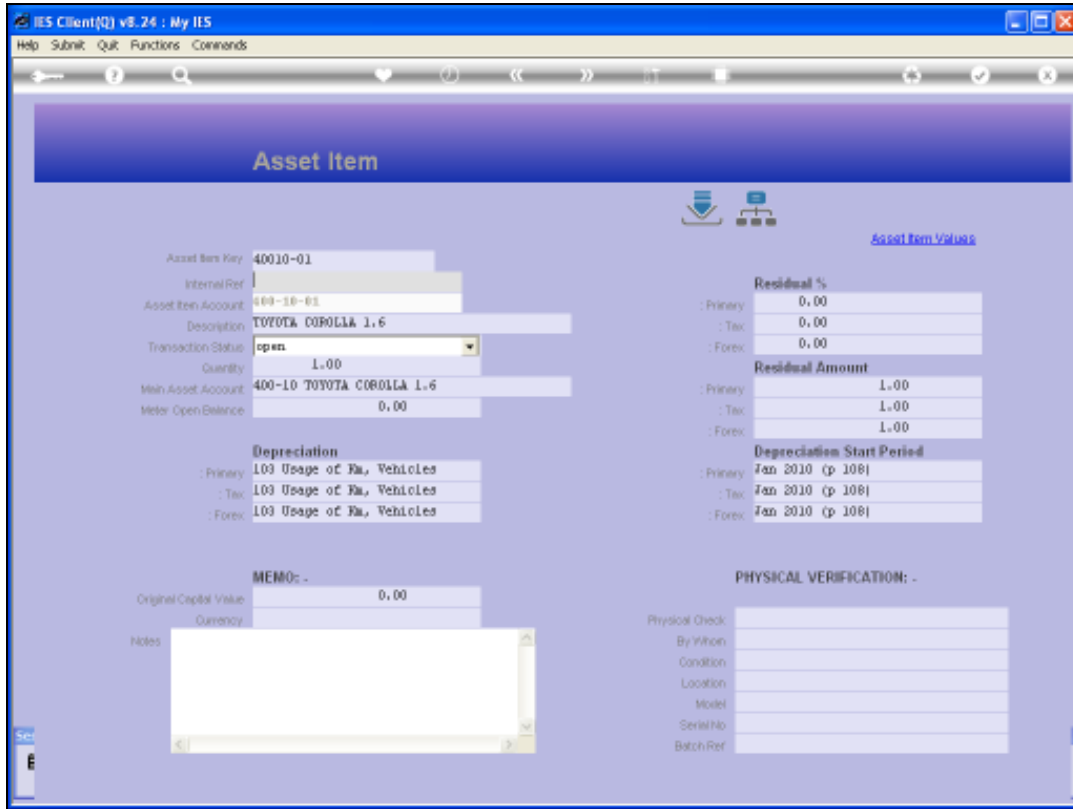 IES Client(Q) v8.24 : My IES
Help Submit Quit Functions Commands
Asset Item
Asset Item Values
Asset Item Key 40010-01
Internal Ref
Asset Item Account 400-10-01
Description TOYOTA COROLLA 1.6
Transaction Status open
Quantity 1.00
Main Asset Account 400-10 TOYOTA COROLLA 1.6
Meter Open Balance 0.00
Residual %
: Primary 0.00
: Tax 0.00
: Forex 0.00
Residual Amount
: Primary 1.00
: Tax 1.00
: Forex 1.00
Depreciation
: Primary 103 Usage of Km, Vehicles
: Tax 103 Usage of Km, Vehicles
: Forex 103 Usage of Km, Vehicles
Depreciation Start Period
: Primary Jan 2010 (p 108)
: Tax Jan 2010 (p 108)
: Forex Jan 2010 (p 108)
MEMO: -
Original Capital Value 0.00
Currency
Notes
PHYSICAL VERIFICATION: -
Physical Check
By Whom
Condition
Location
Model
Serial No
Batch Ref